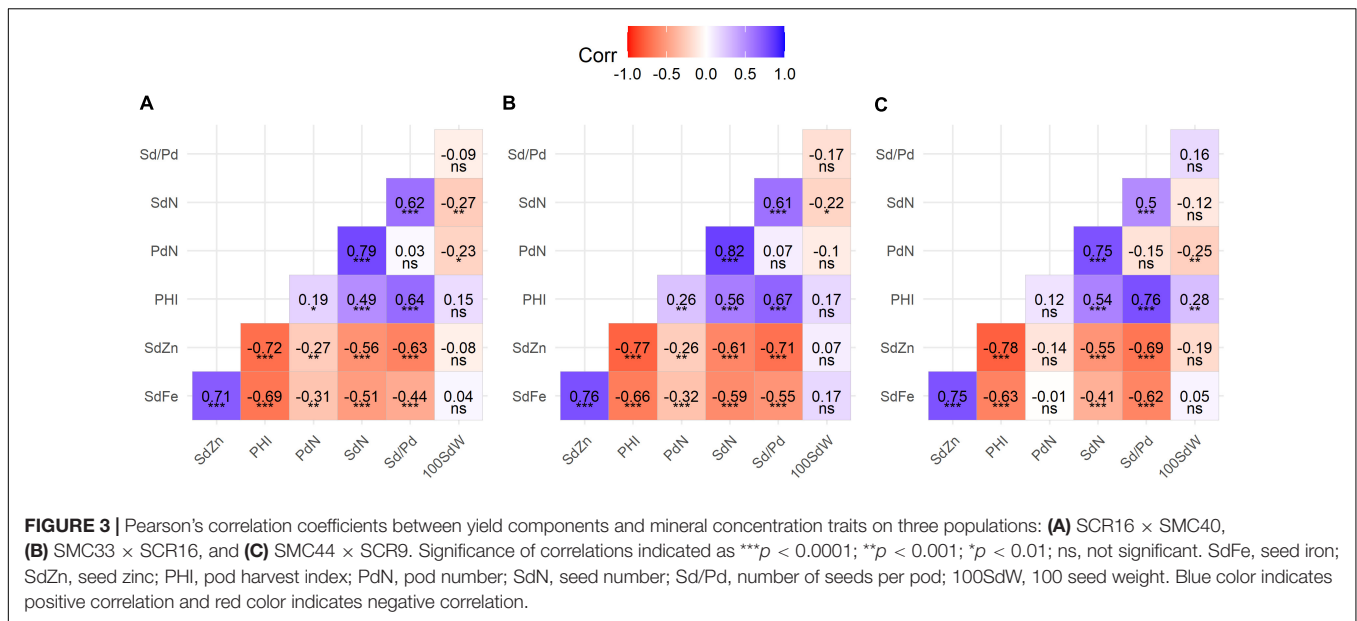 Corr
-1.0 -0.5 0.0 0.5 1.0
A
Sd/Pd -0.09 ns
SdN 0.62 *** -0.27 **
PdN 0.79 *** 0.03 ns -0.23 *
PHI 0.19 * 0.49 *** 0.64 *** 0.15 ns
SdZn -0.72 *** -0.27 ** -0.56 *** -0.63 *** -0.08 ns
SdFe 0.71 *** -0.69 *** -0.31 ** -0.51 *** -0.44 *** 0.04 ns
SdZn PHI PdN SdN Sd/Pd 100SdW
B
-0.17 ns
0.61 *** -0.22 *
0.82 *** 0.07 ns -0.1 ns
0.26 ** 0.56 *** 0.67 *** 0.17 ns
-0.77 *** -0.26 ** -0.61 *** -0.71 *** 0.07 ns
0.76 *** -0.66 *** -0.32 *** -0.59 *** -0.55 *** 0.17 ns
SdZn PHI PdN SdN Sd/Pd 100SdW
C
Sd/Pd 0.16 ns
SdN 0.5 *** -0.12 ns
PdN 0.75 *** -0.15 ns -0.25 **
PHI 0.12 ns 0.54 *** 0.76 *** 0.28 **
SdZn -0.78 *** -0.14 ns -0.55 *** -0.69 *** -0.19 ns
SdFe 0.75 *** -0.63 *** -0.01 ns -0.41 *** -0.62 *** 0.05 ns
SdZn PHI PdN SdN Sd/Pd 100SdW
FIGURE 3 | Pearson's correlation coefficients between yield components and mineral concentration traits on three populations: (A) SCR16 × SMC40,
(B) SMC33 × SCR16, and (C) SMC44 × SCR9. Significance of correlations indicated as ***p < 0.0001; **p < 0.001; *p < 0.01; ns, not significant. SdFe, seed iron;
SdZn, seed zinc; PHI, pod harvest index; PdN, pod number; SdN, seed number; Sd/Pd, number of seeds per pod; 100SdW, 100 seed weight. Blue color indicates
positive correlation and red color indicates negative correlation.